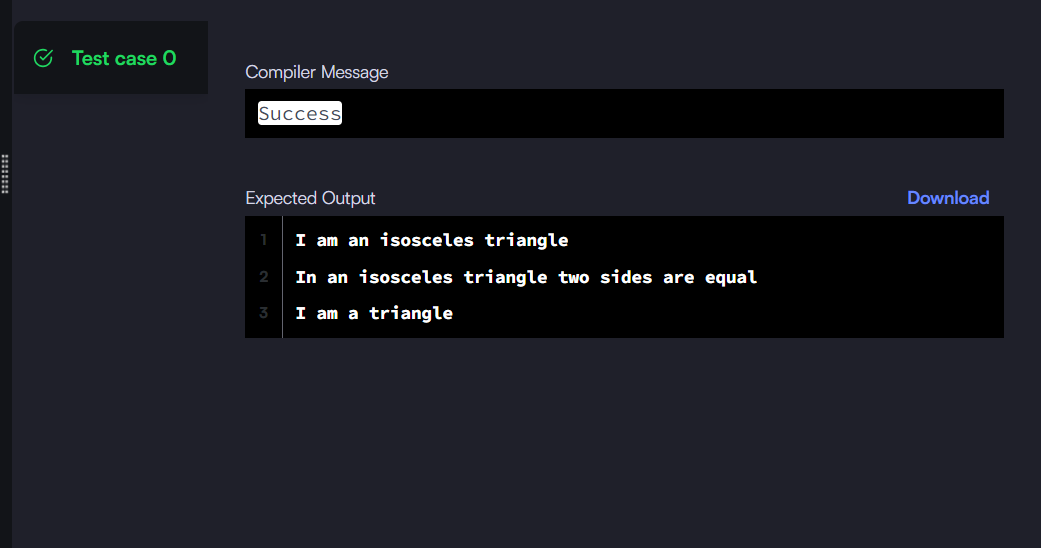 Test case 0
Compiler Message
Success
Expected Output
Download
1 I am an isosceles triangle
2 In an isosceles triangle two sides are equal
3 I am a triangle